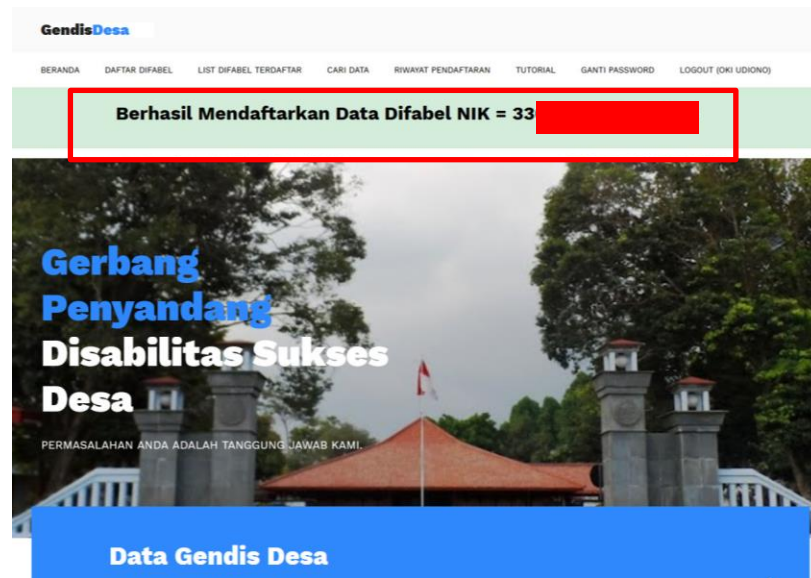 GendisDesa
BERANDA DAFTAR DIFABEL LIST DIFABEL TERDAFTAR CARI DATA RIWAYAT PENDAFTARAN TUTORIAL GANTI PASSWORD LOGOUT (OKI UDIONO)
Berhasil Mendaftarkan Data Difabel NIK = 33
Gerbang
Penyandang
Disabilitas Sukses
Desa
PERMASALAHAN ANDA ADALAH TANGGUNG JAWAB KAMI.
Data Gendis Desa